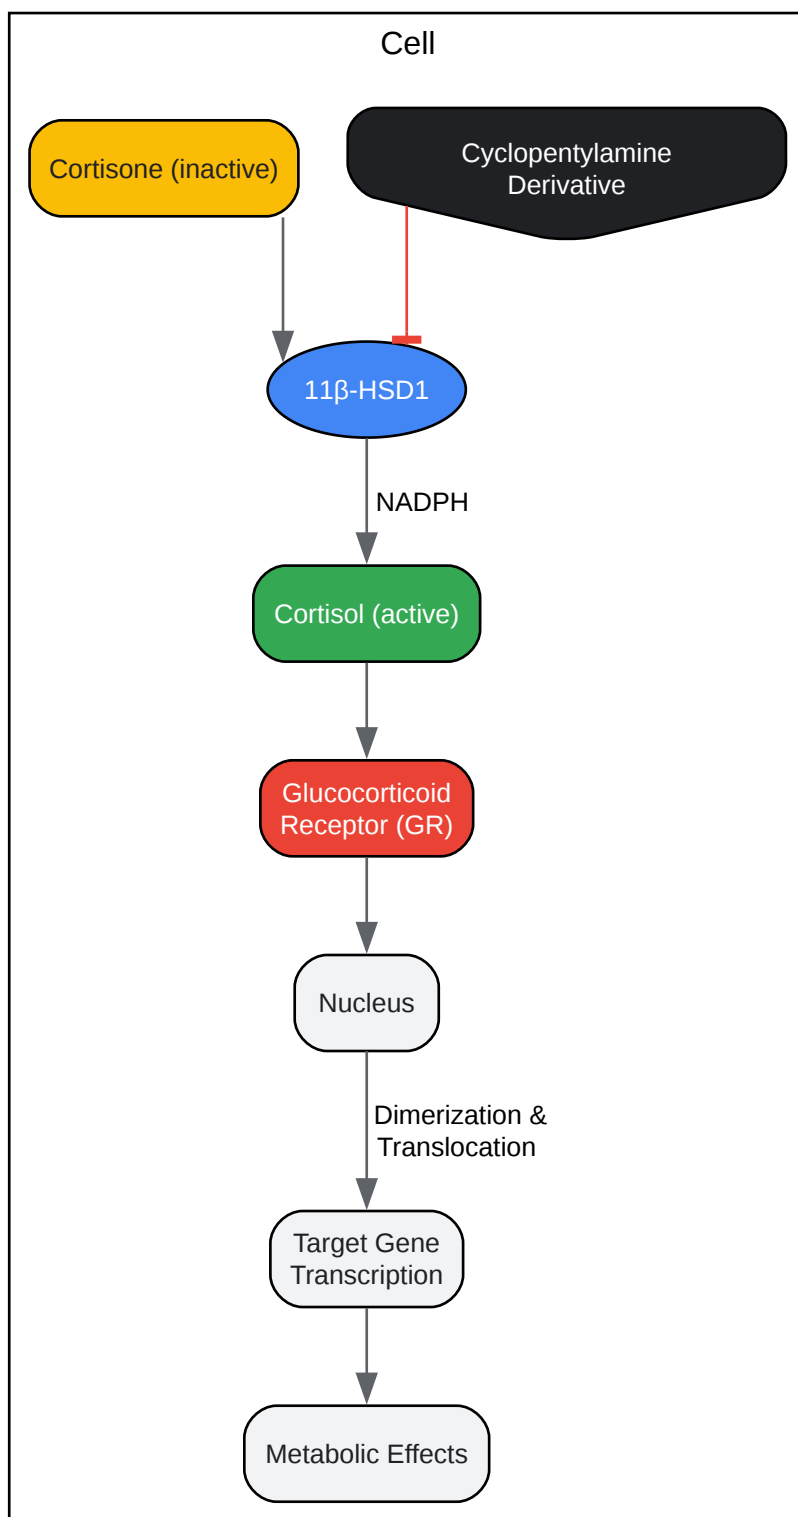 Cell
Cortisone (inactive)
Cyclopentylamine
Derivative
11β-HSD1
NADPH
Cortisol (active)
Glucocorticoid
Receptor (GR)
Nucleus
Dimerization &
Translocation
Target Gene
Transcription
Metabolic Effects